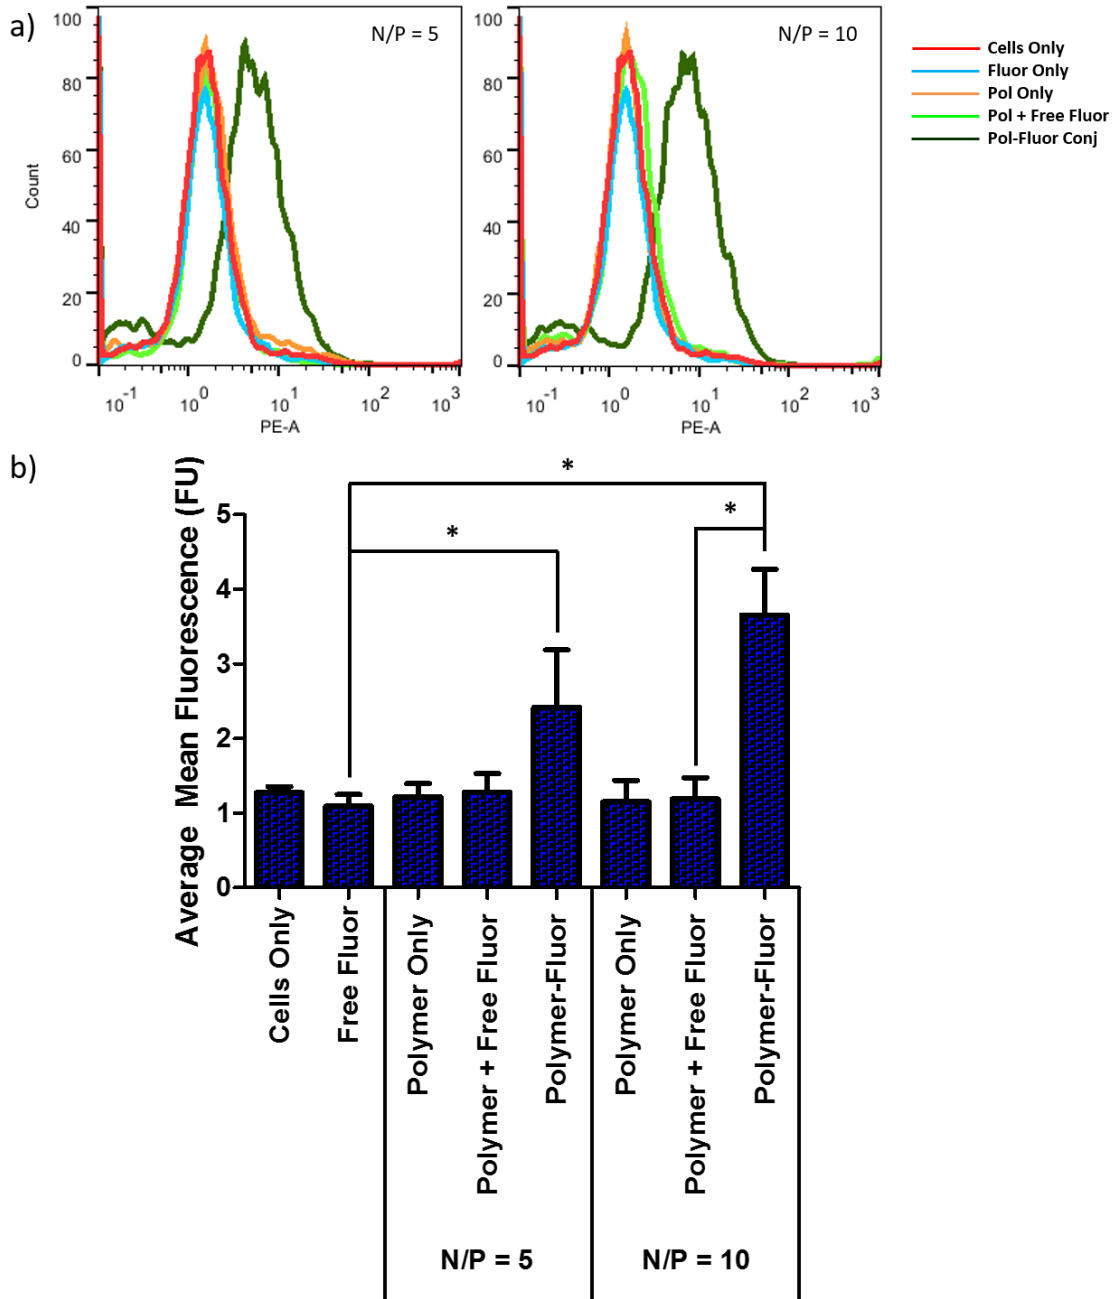 a)
N/P = 5
100
80
60
40
20
0
Count
10-1
100
101
102
103
PE-A
N/P = 10
100
80
60
40
20
0
10-1
100
101
102
103
PE-A
Cells Only
Fluor Only
Pol Only
Pol + Free Fluor
Pol-Fluor Conj
b)
Average Mean Fluorescence (FU)
5
4
3
2
1
0
*
*
*
Cells Only
Free Fluor
Polymer Only
Polymer + Free Fluor
Polymer-Fluor
Polymer Only
Polymer + Free Fluor
Polymer-Fluor
N/P = 5
N/P = 10